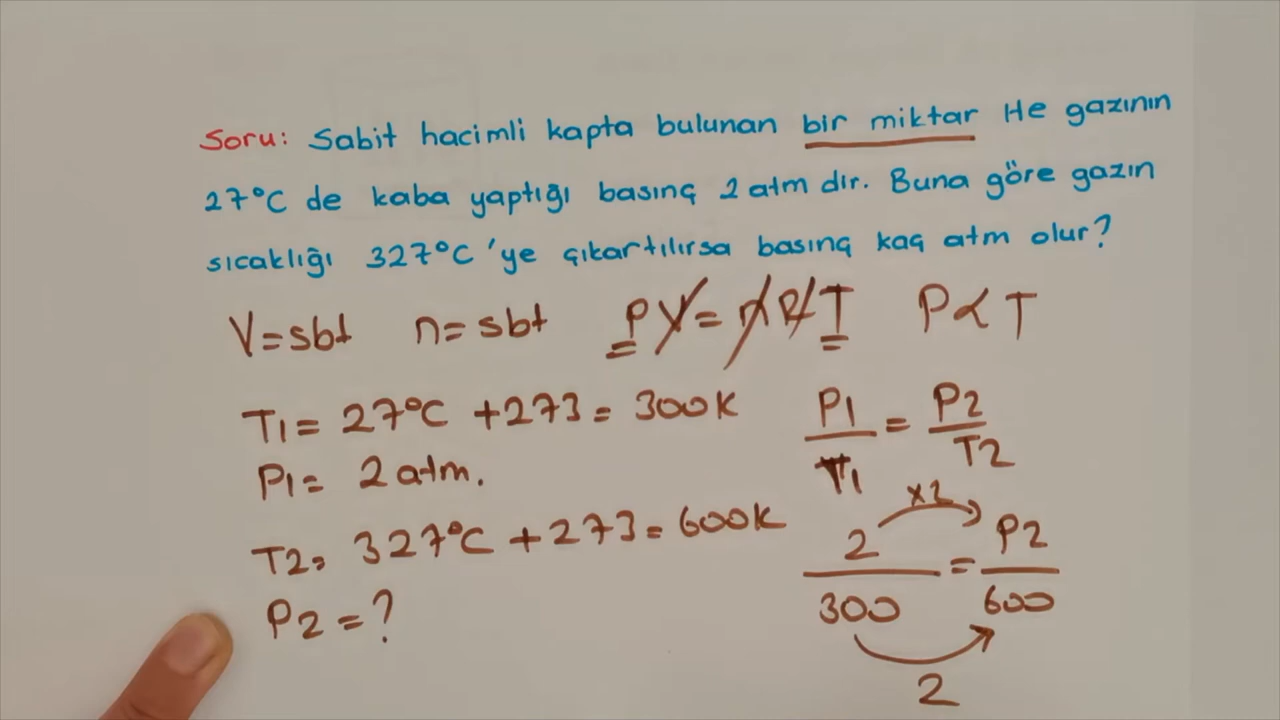 Soru: Sabit hacimli kapta bulunan bir miktar He gazının
27°C de kaba yaptığı basınç 2 atm dir. Buna göre gazın
sıcaklığı 327°C'ye çıkartılırsa basınç kaç atm olur?
V=sbt n=sbt PV=nRT P∝T
T1= 27°C +273= 300K
P1= 2 atm.
T2= 327°C +273= 600K
P2=?
P1/T1 = P2/T2
x2
2/300 = P2/600
2